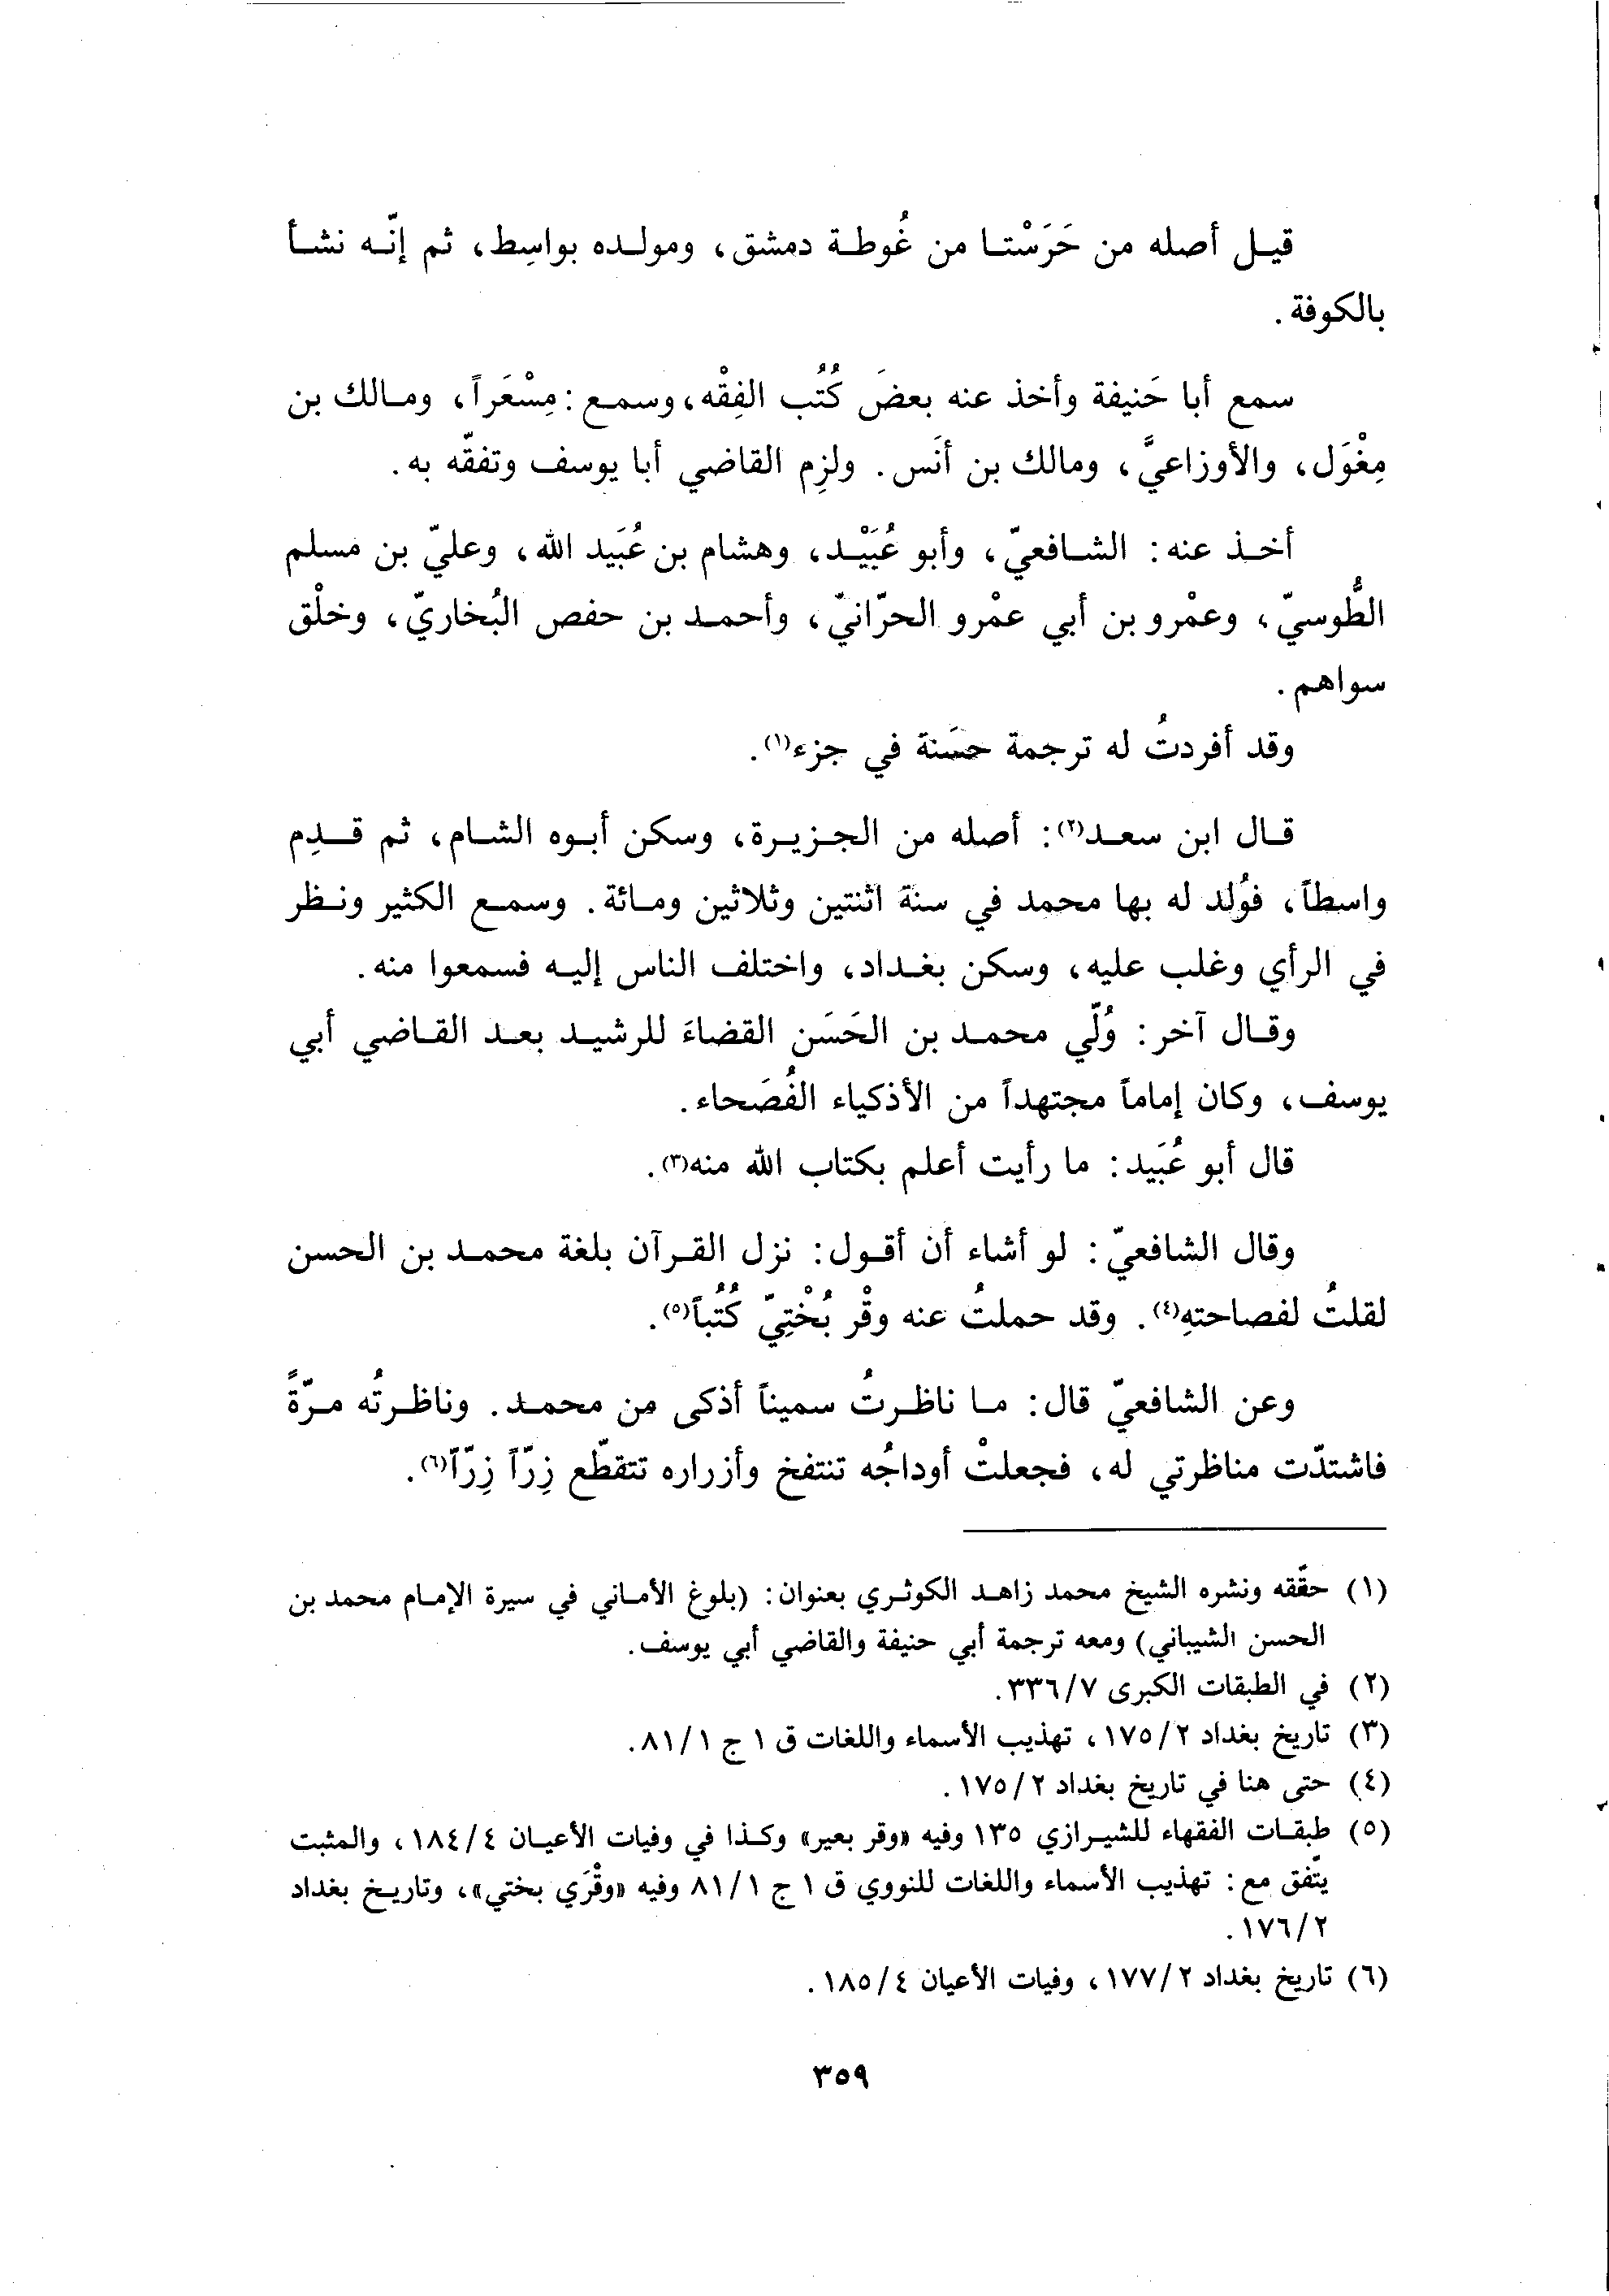 قيل أصله من حَرَسْتا من غُوطة دمشق، ومولده بواسِط، ثم إنّه نشأ
بالكوفة.
سمع أبا حَنيفة وأخذ عنه بعضَ كُتُب الفِقْه، وسمع: مِسْعَراً، ومالك بن
مِغْوَل، والأوزاعيَّ، ومالك بن أنَس. ولزِم القاضي أبا يوسف وتفقّه به.
أخذ عنه: الشافعيّ، وأبو عُبَيْد، وهشام بن عُبَيد الله، وعليّ بن مسلم
الطُّوسيّ، وعمْرو بن أبي عمْرو الحرّانيّ، وأحمد بن حفص البُخاريّ، وخلْق
سواهم.
وقد أفردتُ له ترجمة حسَنة في جزء(١).
قال ابن سعد(٢): أصله من الجزيرة، وسكن أبوه الشام، ثم قدِم
واسطاً، فوُلد له بها محمد في سنة اثنتين وثلاثين ومائة. وسمع الكثير ونظر
في الرأي وغلب عليه، وسكن بغداد، واختلف الناس إليه فسمعوا منه.
وقال آخر: وُلّي محمد بن الحَسَن القضاءَ للرشيد بعد القاضي أبي
يوسف، وكان إماماً مجتهداً من الأذكياء الفُصَحاء.
قال أبو عُبَيد: ما رأيت أعلم بكتاب الله منه(٣).
وقال الشافعيّ: لو أشاء أن أقول: نزل القرآن بلغة محمد بن الحسن
لقلتُ لفصاحتهِ(٤). وقد حملتُ عنه وقْر بُخْتِيّ كُتُباً(٥).
وعن الشافعيّ قال: ما ناظرتُ سميناً أذكى من محمد. وناظرتُه مرّةً
فاشتدّت مناظرتي له، فجعلتْ أوداجُه تنتفخ وأزراره تتقطّع زِرّاً زِرّاً(٦).
(١) حقّقه ونشره الشيخ محمد زاهد الكوثري بعنوان: (بلوغ الأماني في سيرة الإمام محمد بن
الحسن الشيباني) ومعه ترجمة أبي حنيفة والقاضي أبي يوسف.
(٢) في الطبقات الكبرى ٣٣٦/٧.
(٣) تاريخ بغداد ١٧٥/٢، تهذيب الأسماء واللغات ق ١ ج ٨١/١.
(٤) حتى هنا في تاريخ بغداد ١٧٥/٢.
(٥) طبقات الفقهاء للشيرازي ١٣٥ وفيه «وقر بعير» وكذا في وفيات الأعيان ١٨٤/٤، والمثبت
يتّفق مع: تهذيب الأسماء واللغات للنووي ق ١ ج ٨١/١ وفيه «وقْرَي بختي»، وتاريخ بغداد
١٧٦/٢.
(٦) تاريخ بغداد ١٧٧/٢، وفيات الأعيان ١٨٥/٤.
٣٥٩